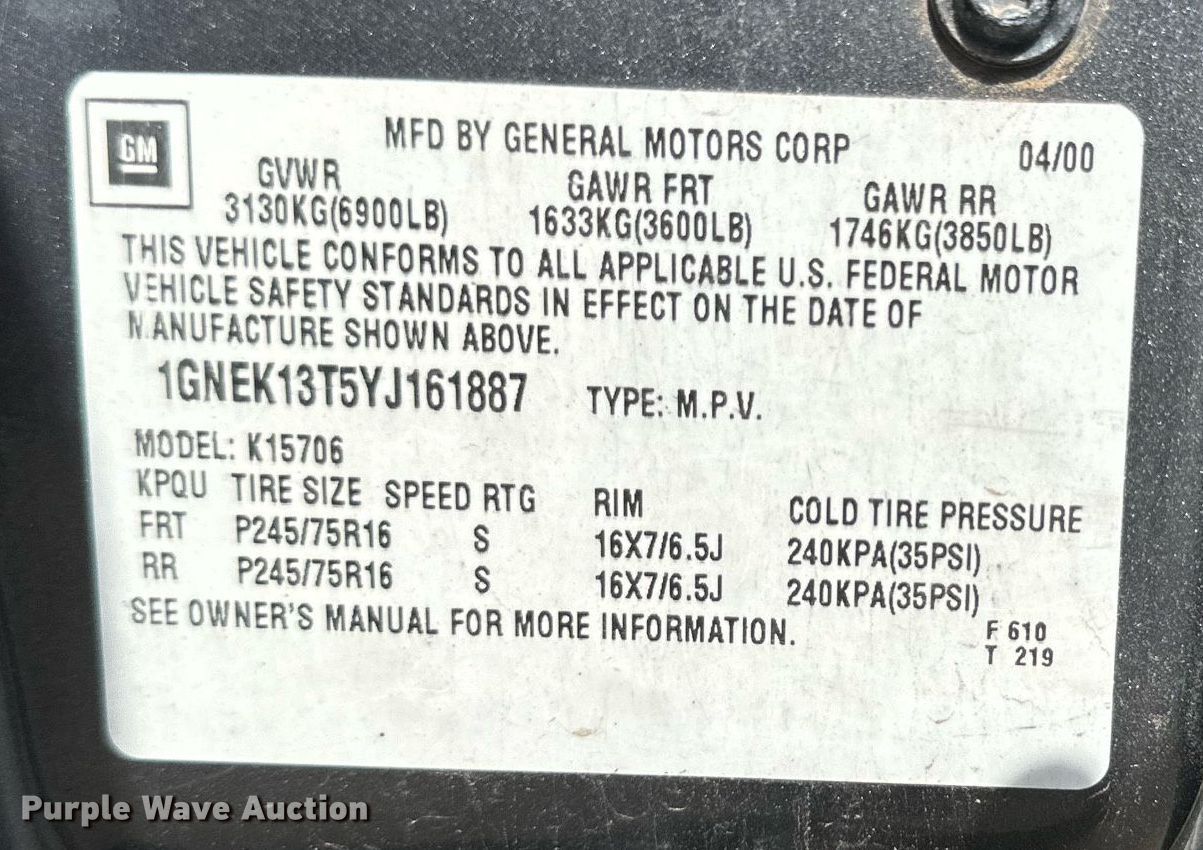 GM
MFD BY GENERAL MOTORS CORP 04/00
GVWR GAWR FRT GAWR RR
3130KG(6900LB) 1633KG(3600LB) 1746KG(3850LB)
THIS VEHICLE CONFORMS TO ALL APPLICABLE U.S. FEDERAL MOTOR
VEHICLE SAFETY STANDARDS IN EFFECT ON THE DATE OF
MANUFACTURE SHOWN ABOVE.
1GNEK13T5YJ161887 TYPE: M.P.V.
MODEL: K15706
KPQU TIRE SIZE SPEED RTG RIM COLD TIRE PRESSURE
FRT P245/75R16 S 16X7/6.5J 240KPA(35PSI)
RR P245/75R16 S 16X7/6.5J 240KPA(35PSI)
SEE OWNER'S MANUAL FOR MORE INFORMATION.
F 610
T 219
Purple Wave Auction